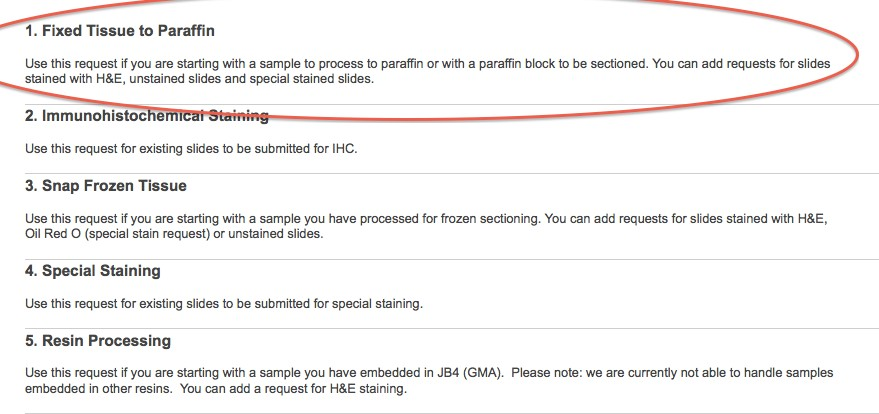 1. Fixed Tissue to Paraffin
Use this request if you are starting with a sample to process to paraffin or with a paraffin block to be sectioned. You can add requests for slides
stained with H&E, unstained slides and special stained slides.
2. Immunohistochemical Staining
Use this request for existing slides to be submitted for IHC.
3. Snap Frozen Tissue
Use this request if you are starting with a sample you have processed for frozen sectioning. You can add requests for slides stained with H&E,
Oil Red O (special stain request) or unstained slides.
4. Special Staining
Use this request for existing slides to be submitted for special staining.
5. Resin Processing
Use this request if you are starting with a sample you have embedded in JB4 (GMA).  Please note: we are currently not able to handle samples
embedded in other resins.  You can add a request for H&E staining.